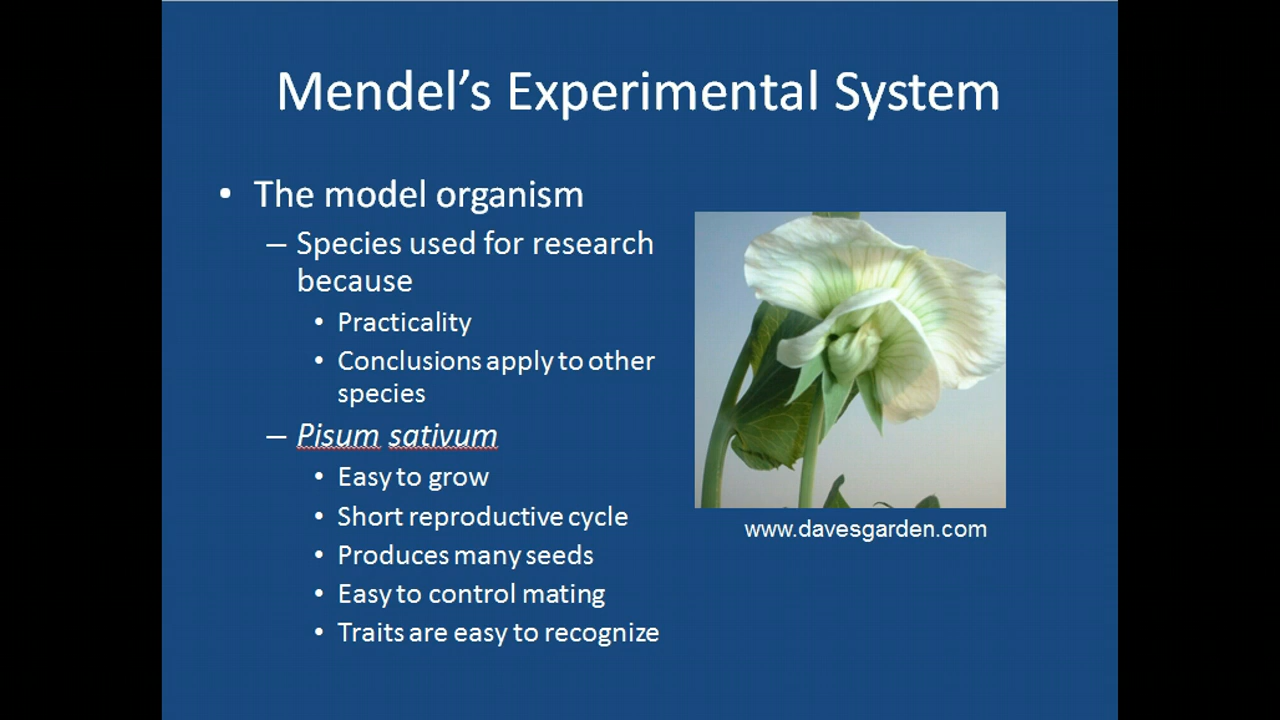 Mendel’s Experimental System
• The model organism
– Species used for research
because
• Practicality
• Conclusions apply to other
species
– Pisum sativum
• Easy to grow
• Short reproductive cycle
• Produces many seeds
• Easy to control mating
• Traits are easy to recognize
www.davesgarden.com